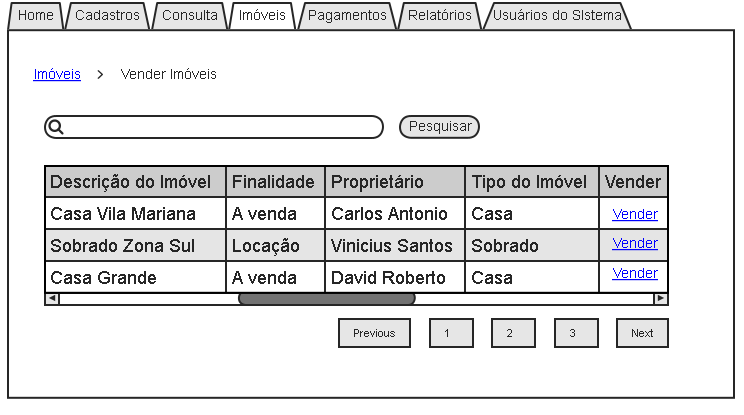 Home Cadastros Consulta Imóveis Pagamentos Relatórios Usuários do SIstema
Imóveis > Vender Imóveis
Pesquisar
Descrição do Imóvel Finalidade Proprietário Tipo do Imóvel Vender
Casa Vila Mariana A venda Carlos Antonio Casa Vender
Sobrado Zona Sul Locação Vinicius Santos Sobrado Vender
Casa Grande A venda David Roberto Casa Vender
Previous 1 2 3 Next